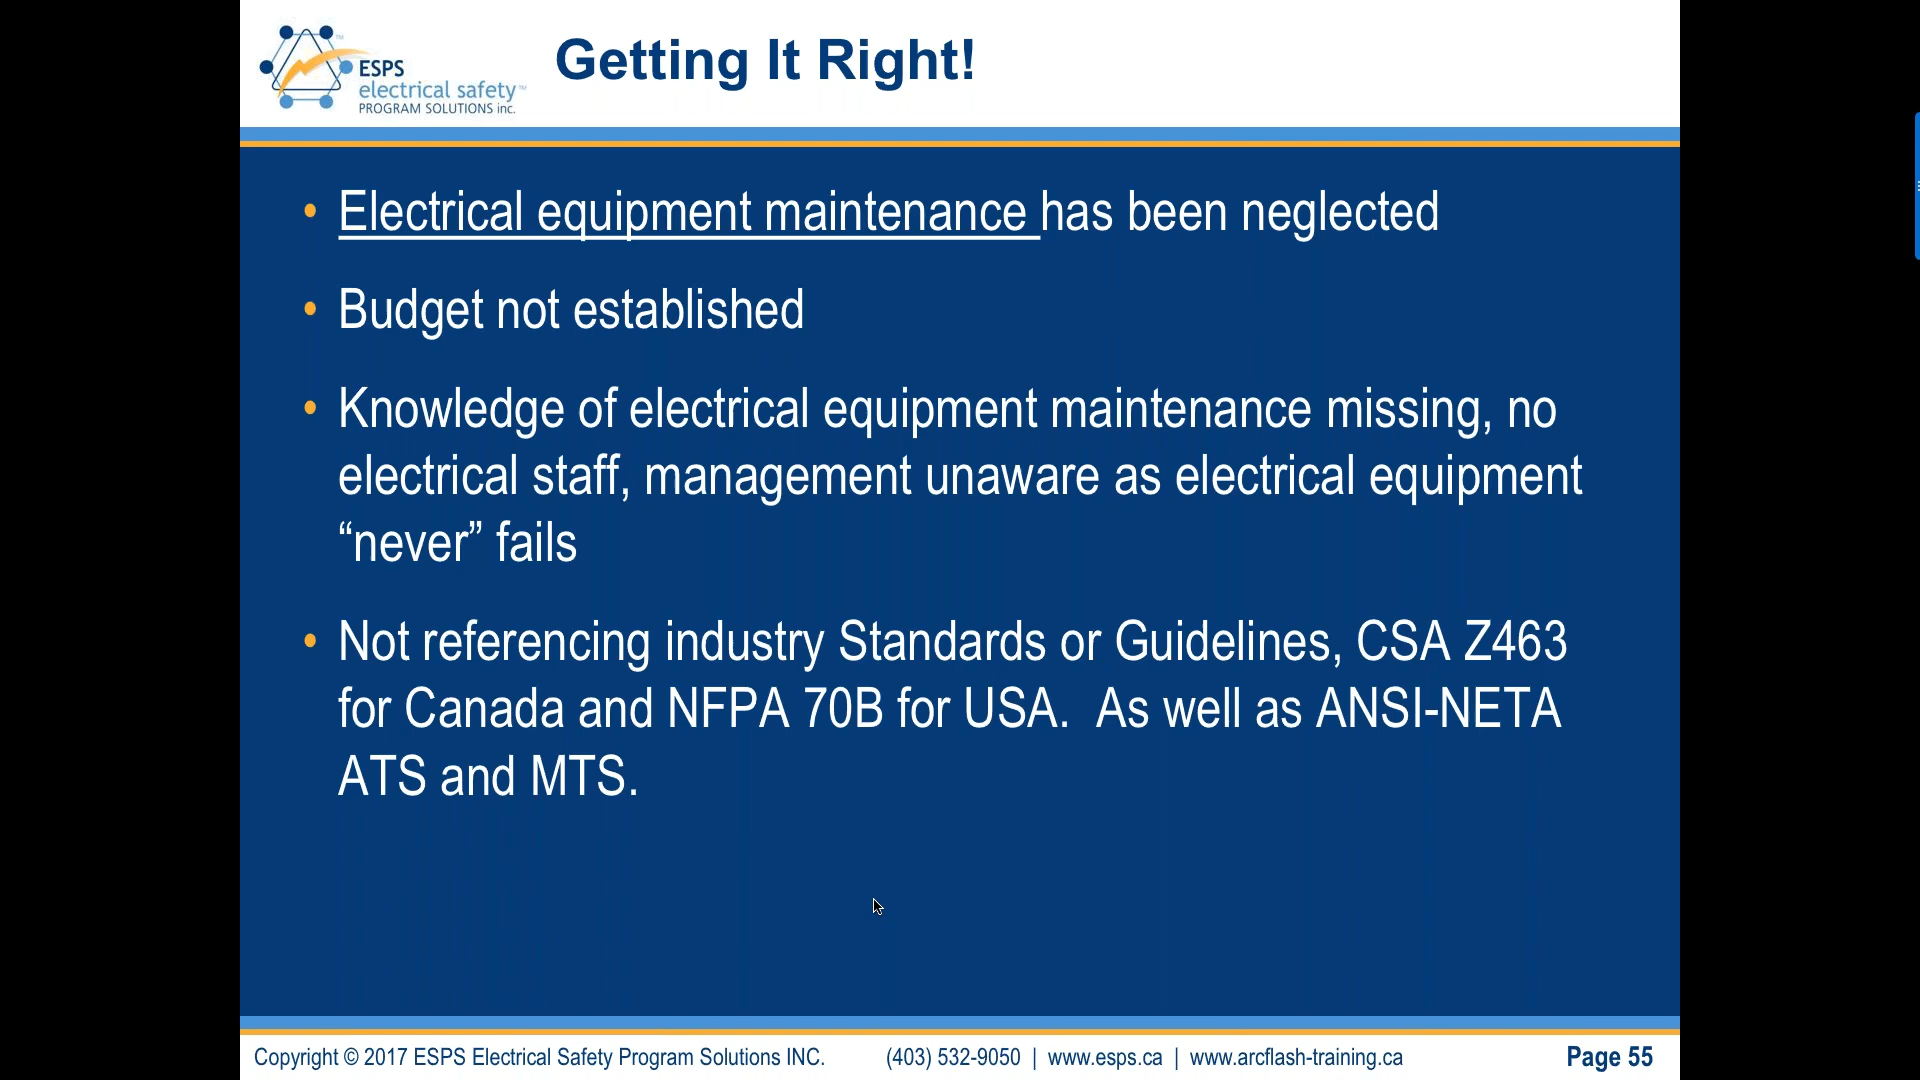 ESPS
electrical safety™
PROGRAM SOLUTIONS inc.
™
Getting It Right!
• Electrical equipment maintenance has been neglected
• Budget not established
• Knowledge of electrical equipment maintenance missing, no
electrical staff, management unaware as electrical equipment
“never” fails
• Not referencing industry Standards or Guidelines, CSA Z463
for Canada and NFPA 70B for USA.  As well as ANSI-NETA
ATS and MTS.
Copyright © 2017 ESPS Electrical Safety Program Solutions INC. (403) 532-9050 | www.esps.ca | www.arcflash-training.ca Page 55